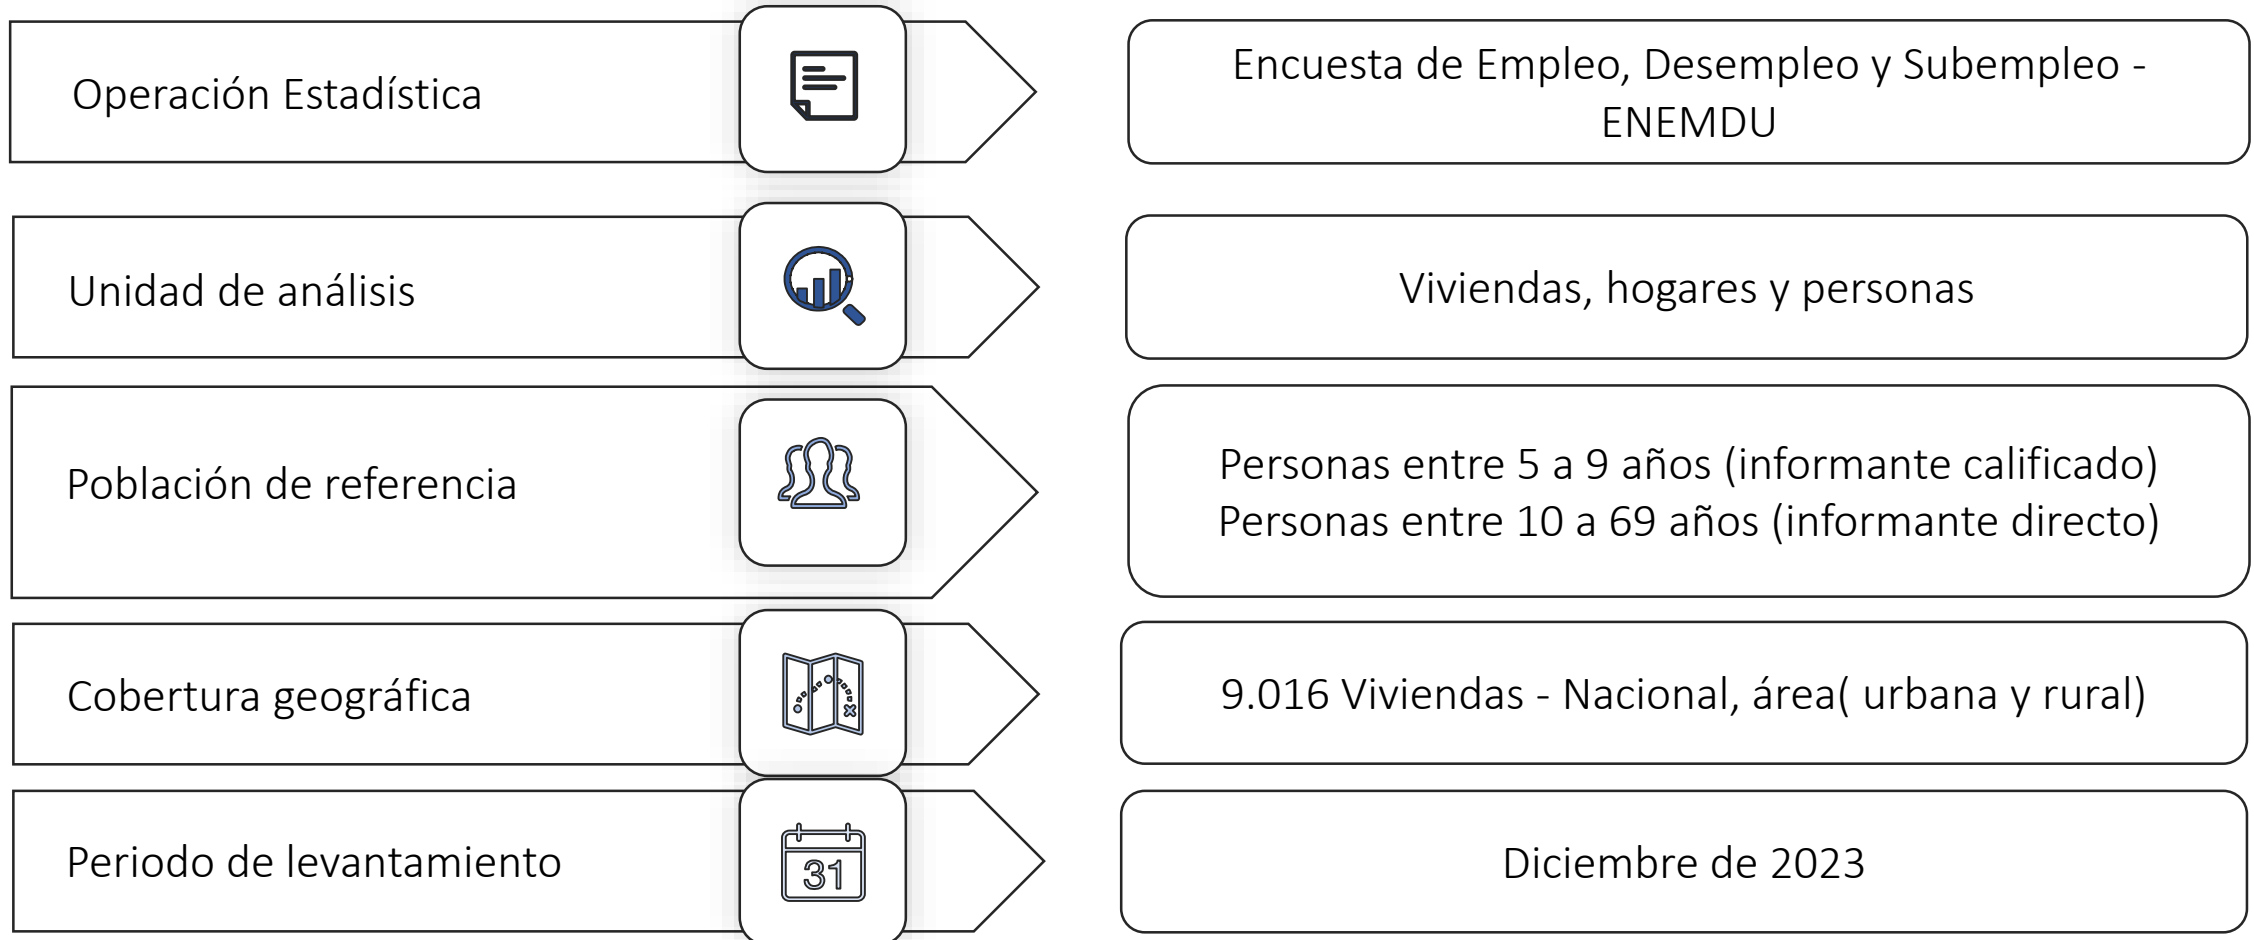 Operación Estadística
Encuesta de Empleo, Desempleo y Subempleo -
ENEMDU
Unidad de análisis
Viviendas, hogares y personas
Población de referencia
Personas entre 5 a 9 años (informante calificado)
Personas entre 10 a 69 años (informante directo)
Cobertura geográfica
9.016 Viviendas - Nacional, área( urbana y rural)
Periodo de levantamiento
31
Diciembre de 2023